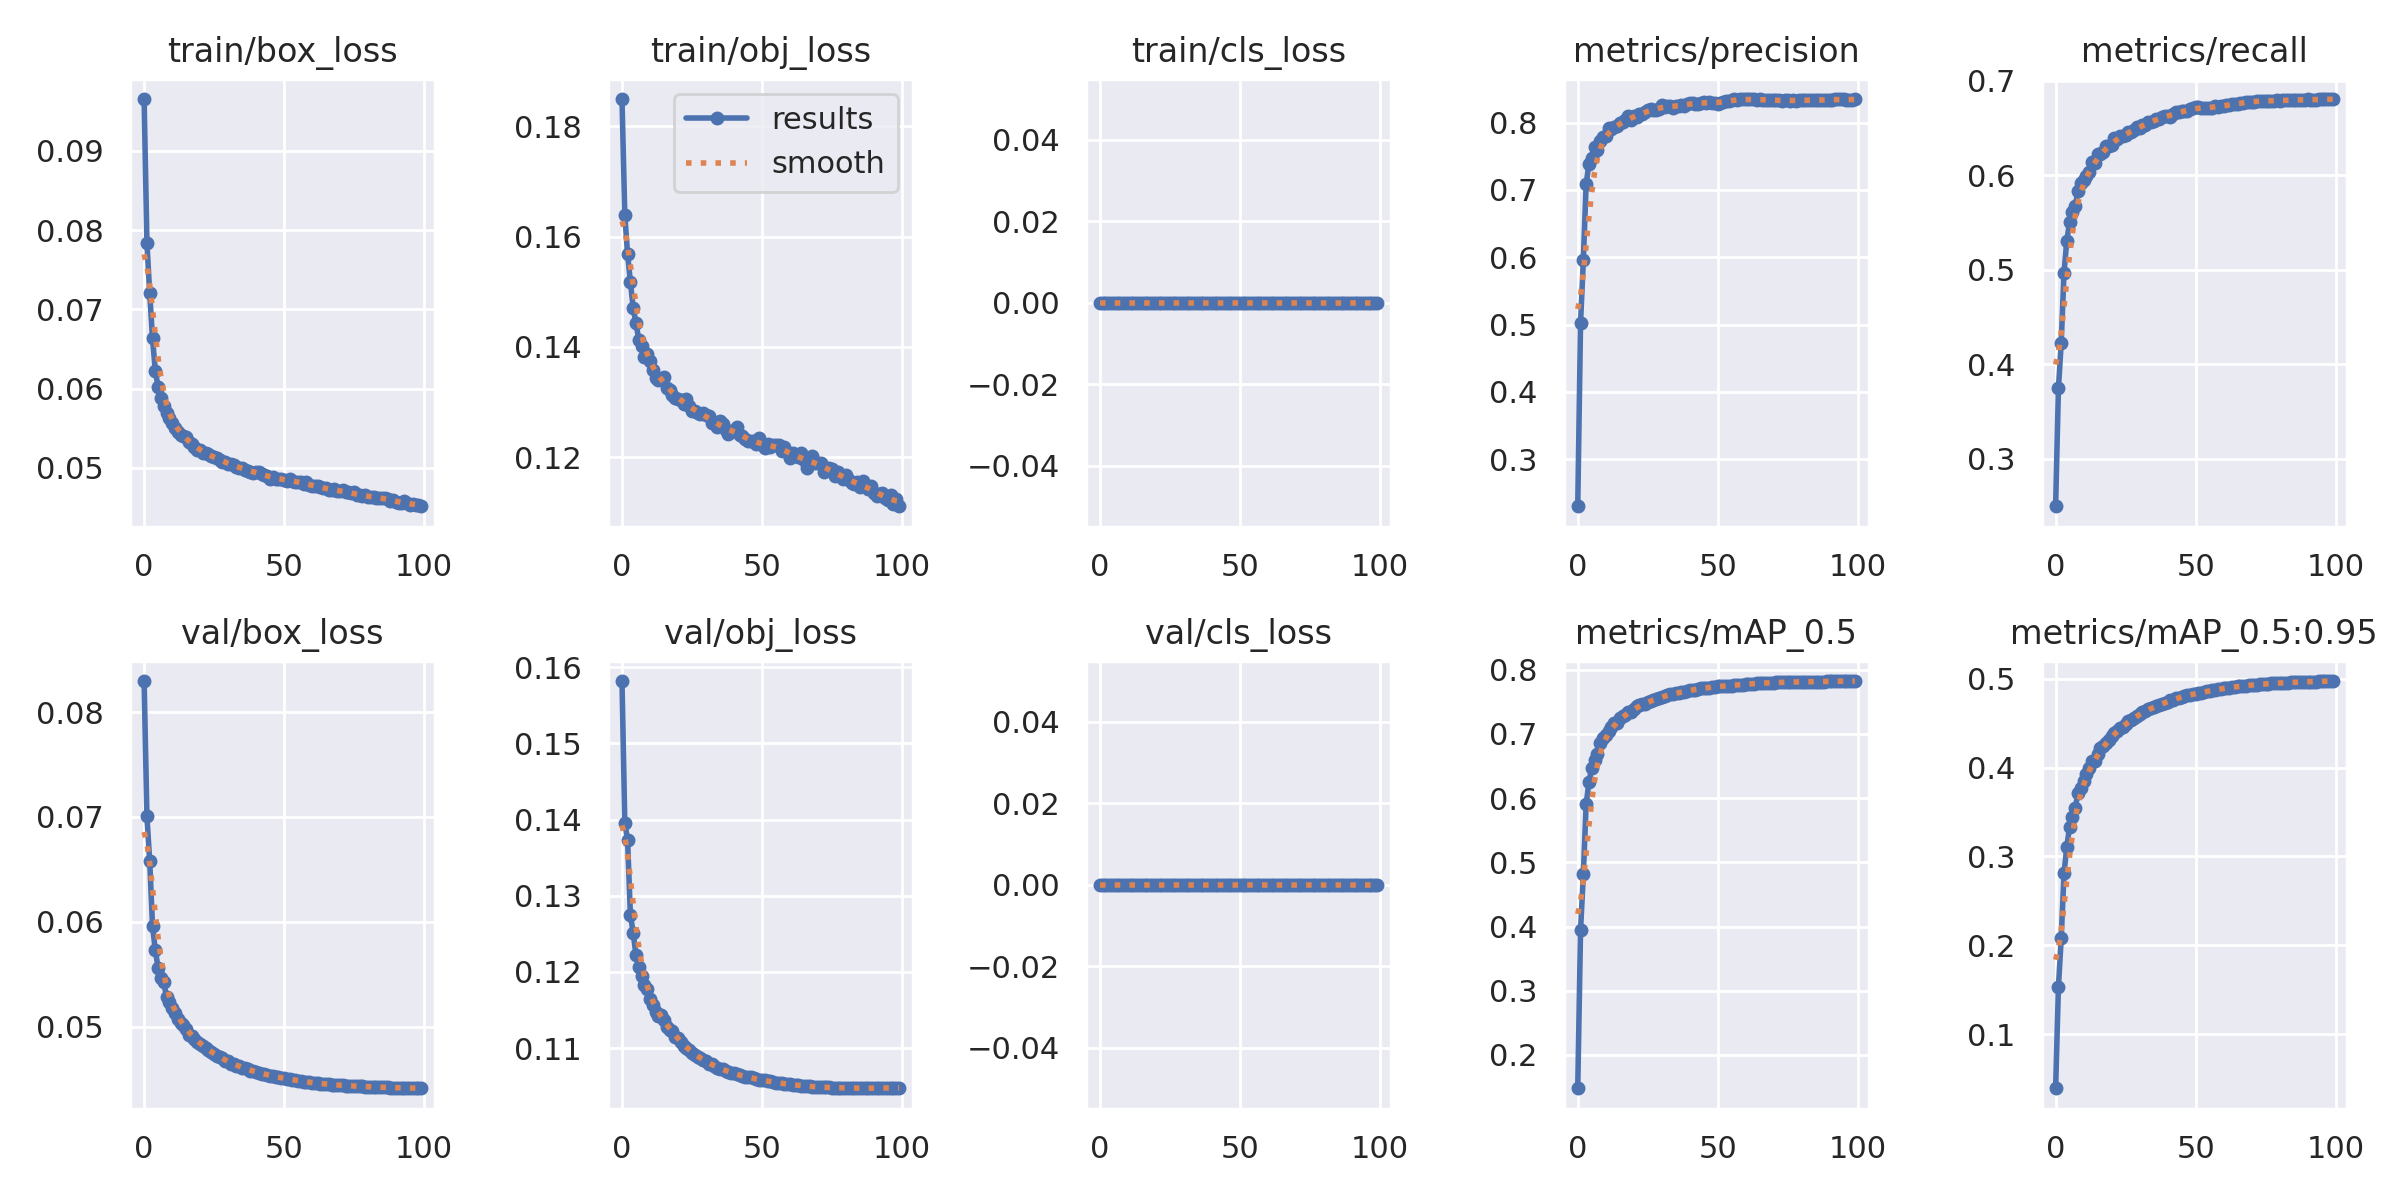 train/box_loss
0.09
0.08
0.07
0.06
0.05
0 50 100
train/obj_loss
results
smooth
0.18
0.16
0.14
0.12
0 50 100
train/cls_loss
0.04
0.02
0.00
−0.02
−0.04
0 50 100
metrics/precision
0.8
0.7
0.6
0.5
0.4
0.3
0 50 100
metrics/recall
0.7
0.6
0.5
0.4
0.3
0 50 100
val/box_loss
0.08
0.07
0.06
0.05
0 50 100
val/obj_loss
0.16
0.15
0.14
0.13
0.12
0.11
0 50 100
val/cls_loss
0.04
0.02
0.00
−0.02
−0.04
0 50 100
metrics/mAP_0.5
0.8
0.7
0.6
0.5
0.4
0.3
0.2
0 50 100
metrics/mAP_0.5:0.95
0.5
0.4
0.3
0.2
0.1
0 50 100